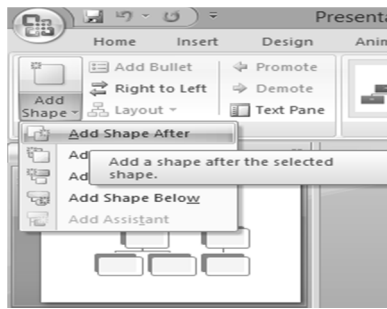 Presenta
Home Insert Design Anim
Add Shape
Add Bullet
Right to Left
Layout
Promote
Demote
Text Pane
Add Shape After
Ad
Add a shape after the selected
shape.
Ad
Add Shape Below
Add Assistant